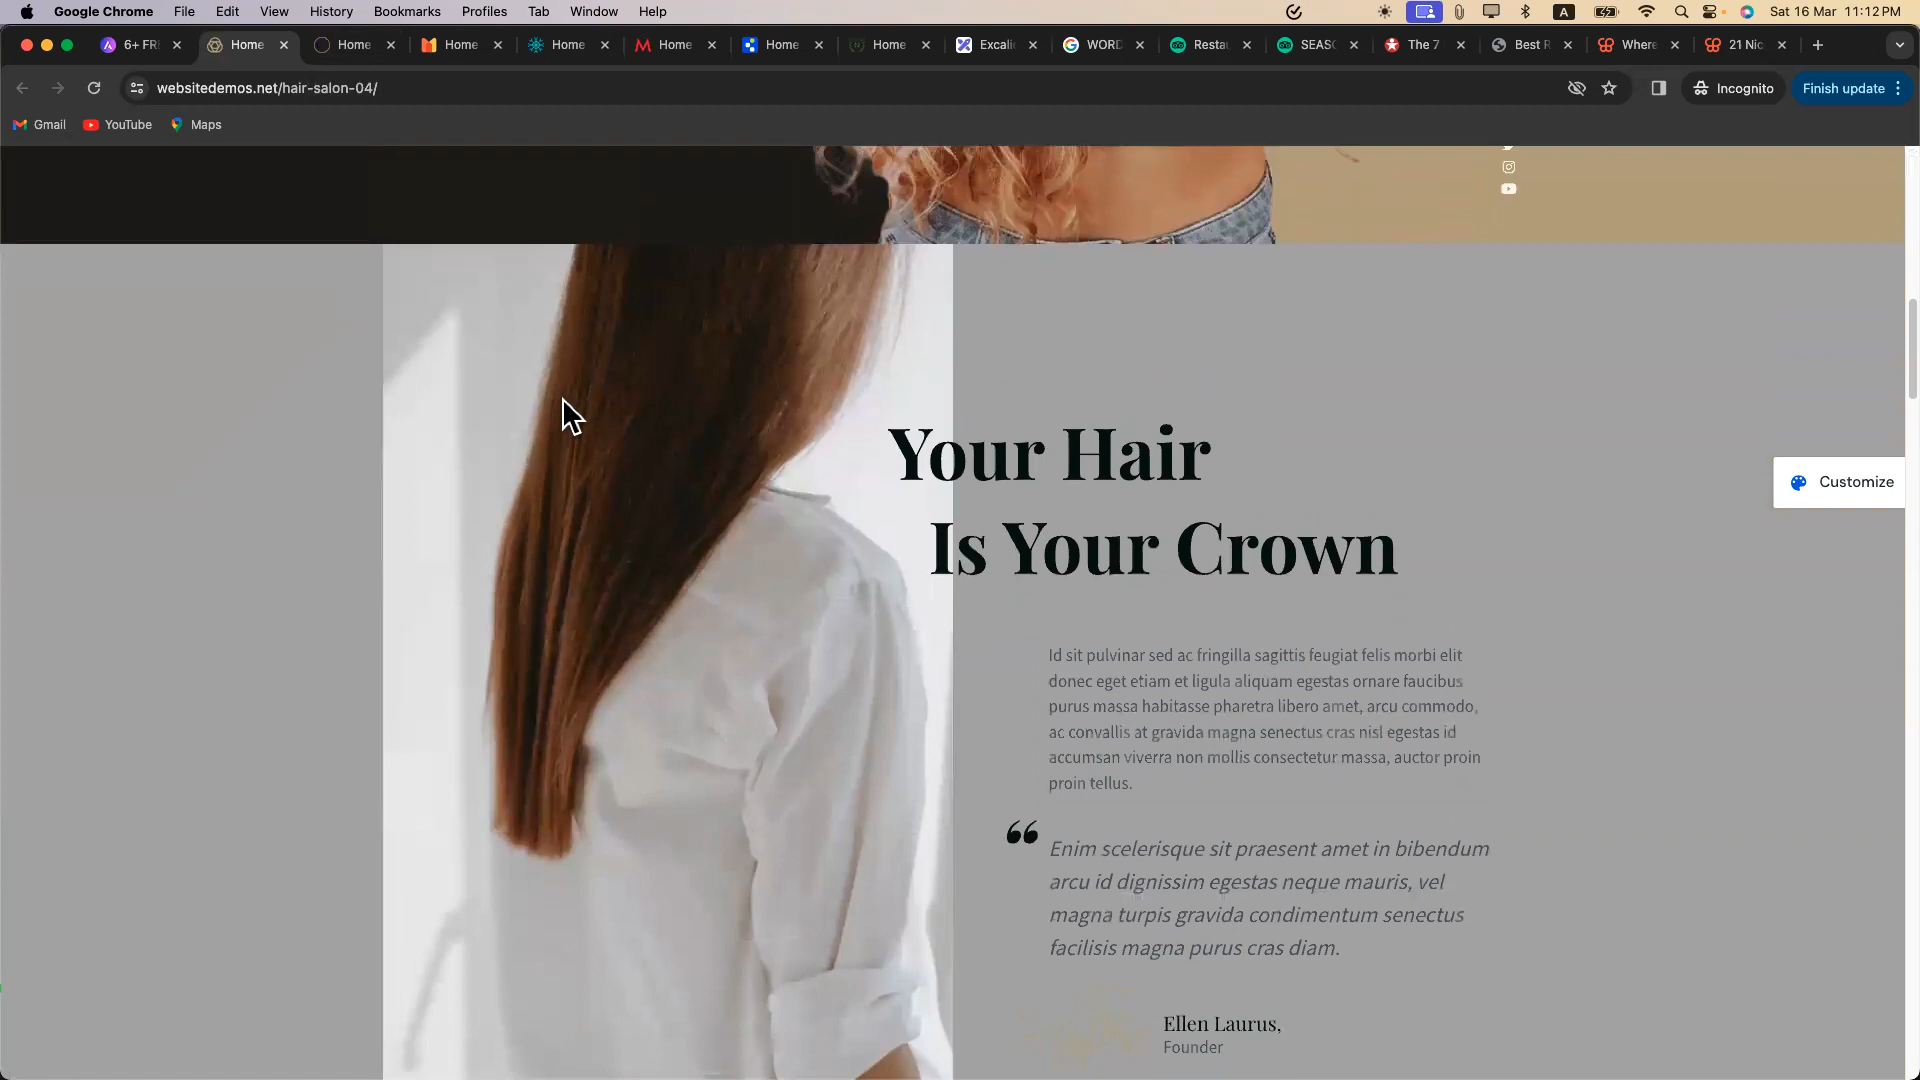 Google Chrome File Edit View History Bookmarks Profiles Tab Window Help A Sat 16 Mar 11:12 PM
6+ FR Home Home Home Home Home Home Home Excali WORD Restau SEASO The 7 Best R Where 21 Nic
websitedemos.net/hair-salon-04/ Incognito Finish update
Gmail YouTube Maps
Your Hair
Is Your Crown
Customize
Id sit pulvinar sed ac fringilla sagittis feugiat felis morbi elit
donec eget etiam et ligula aliquam egestas ornare faucibus
purus massa habitasse pharetra libero amet, arcu commodo,
ac convallis at gravida magna senectus cras nisl egestas id
accumsan viverra non mollis consectetur massa, auctor proin
proin tellus.
❝ Enim scelerisque sit praesent amet in bibendum
arcu id dignissim egestas neque mauris, vel
magna turpis gravida condimentum senectus
facilisis magna purus cras diam.
Ellen Laurus,
Founder